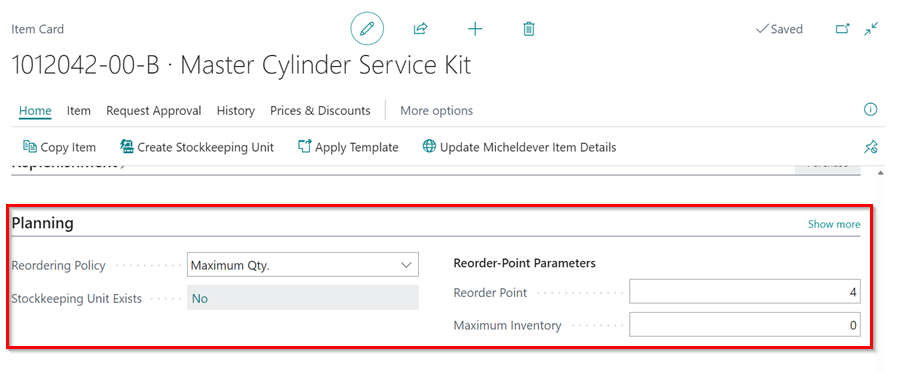 Item Card
Saved
1012042-00-B · Master Cylinder Service Kit
Home Item Request Approval History Prices & Discounts More options
Copy Item Create Stockkeeping Unit Apply Template Update Micheldever Item Details
Replenishment
Planning Show more
Reordering Policy Maximum Qty.
Stockkeeping Unit Exists No
Reorder-Point Parameters
Reorder Point 4
Maximum Inventory 0